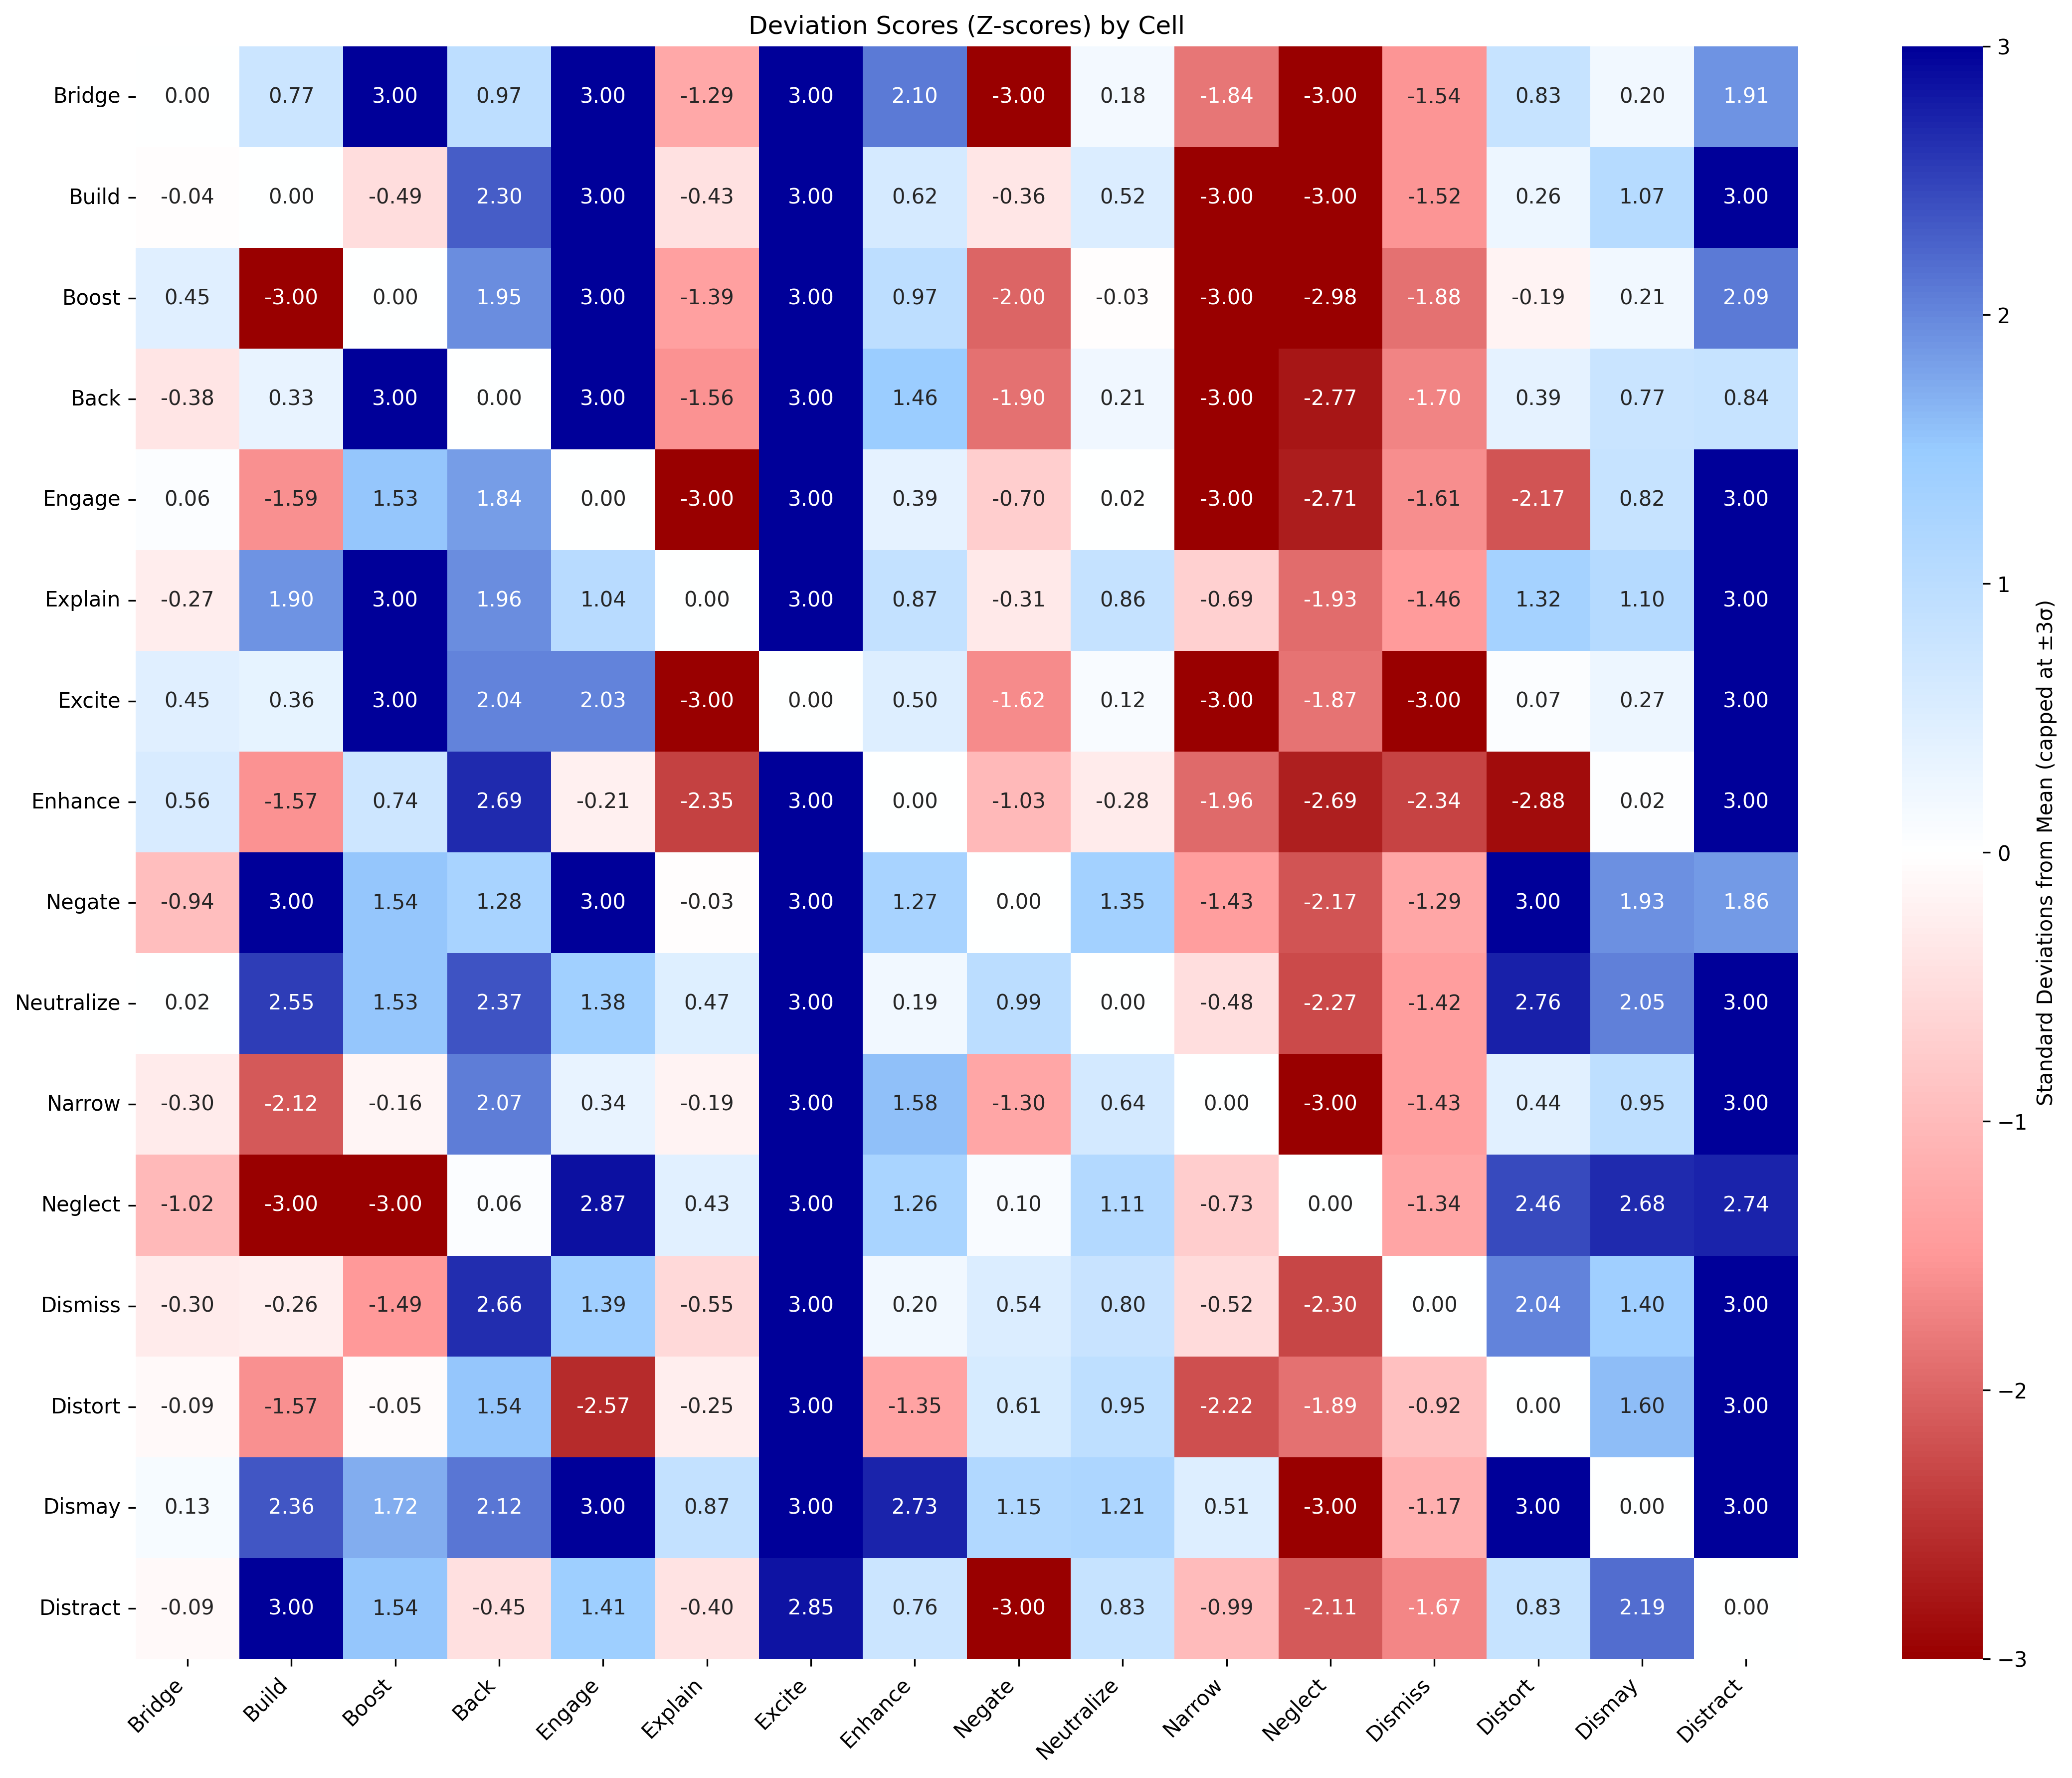 Deviation Scores (Z-scores) by Cell
Bridge 0.00 0.77 3.00 0.97 3.00 -1.29 3.00 2.10 -3.00 0.18 -1.84 -3.00 -1.54 0.83 0.20 1.91
Build -0.04 0.00 -0.49 2.30 3.00 -0.43 3.00 0.62 -0.36 0.52 -3.00 -3.00 -1.52 0.26 1.07 3.00
Boost 0.45 -3.00 0.00 1.95 3.00 -1.39 3.00 0.97 -2.00 -0.03 -3.00 -2.98 -1.88 -0.19 0.21 2.09
Back -0.38 0.33 3.00 0.00 3.00 -1.56 3.00 1.46 -1.90 0.21 -3.00 -2.77 -1.70 0.39 0.77 0.84
Engage 0.06 -1.59 1.53 1.84 0.00 -3.00 3.00 0.39 -0.70 0.02 -3.00 -2.71 -1.61 -2.17 0.82 3.00
Explain -0.27 1.90 3.00 1.96 1.04 0.00 3.00 0.87 -0.31 0.86 -0.69 -1.93 -1.46 1.32 1.10 3.00
Excite 0.45 0.36 3.00 2.04 2.03 -3.00 0.00 0.50 -1.62 0.12 -3.00 -1.87 -3.00 0.07 0.27 3.00
Enhance 0.56 -1.57 0.74 2.69 -0.21 -2.35 3.00 0.00 -1.03 -0.28 -1.96 -2.69 -2.34 -2.88 0.02 3.00
Negate -0.94 3.00 1.54 1.28 3.00 -0.03 3.00 1.27 0.00 1.35 -1.43 -2.17 -1.29 3.00 1.93 1.86
Neutralize 0.02 2.55 1.53 2.37 1.38 0.47 3.00 0.19 0.99 0.00 -0.48 -2.27 -1.42 2.76 2.05 3.00
Narrow -0.30 -2.12 -0.16 2.07 0.34 -0.19 3.00 1.58 -1.30 0.64 0.00 -3.00 -1.43 0.44 0.95 3.00
Neglect -1.02 -3.00 -3.00 0.06 2.87 0.43 3.00 1.26 0.10 1.11 -0.73 0.00 -1.34 2.46 2.68 2.74
Dismiss -0.30 -0.26 -1.49 2.66 1.39 -0.55 3.00 0.20 0.54 0.80 -0.52 -2.30 0.00 2.04 1.40 3.00
Distort -0.09 -1.57 -0.05 1.54 -2.57 -0.25 3.00 -1.35 0.61 0.95 -2.22 -1.89 -0.92 0.00 1.60 3.00
Dismay 0.13 2.36 1.72 2.12 3.00 0.87 3.00 2.73 1.15 1.21 0.51 -3.00 -1.17 3.00 0.00 3.00
Distract -0.09 3.00 1.54 -0.45 1.41 -0.40 2.85 0.76 -3.00 0.83 -0.99 -2.11 -1.67 0.83 2.19 0.00
Bridge Build Boost Back Engage Explain Excite Enhance Negate Neutralize Narrow Neglect Dismiss Distort Dismay Distract
3
2
1
0
−1
−2
−3
Standard Deviations from Mean (capped at ±3σ)